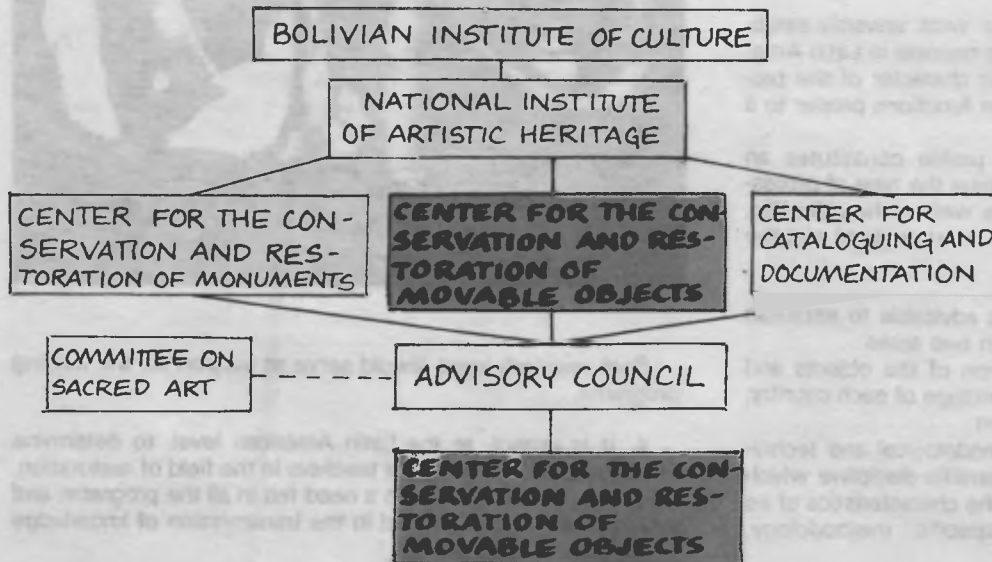 BOLIVIAN INSTITUTE OF CULTURE
NATIONAL INSTITUTE
OF ARTISTIC HERITAGE
CENTER FOR THE CON-
SERVATION AND RES-
TORATION OF MONUMENTS
CENTER FOR THE CON-
SERVATION AND RES-
TORATION OF
MOVABLE OBJECTS
CENTER FOR
CATALOGUING AND
DOCUMENTATION
COMMITTEE ON
SACRED ART
ADVISORY COUNCIL
CENTER FOR THE CON-
SERVATION AND RES-
TORATION OF
MOVABLE OBJECTS